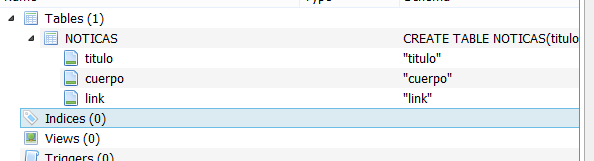 Name Type Schema
Tables (1)
NOTICAS CREATE TABLE NOTICAS(titulo
titulo "titulo"
cuerpo "cuerpo"
link "link"
Indices (0)
Views (0)
Triggers (0)